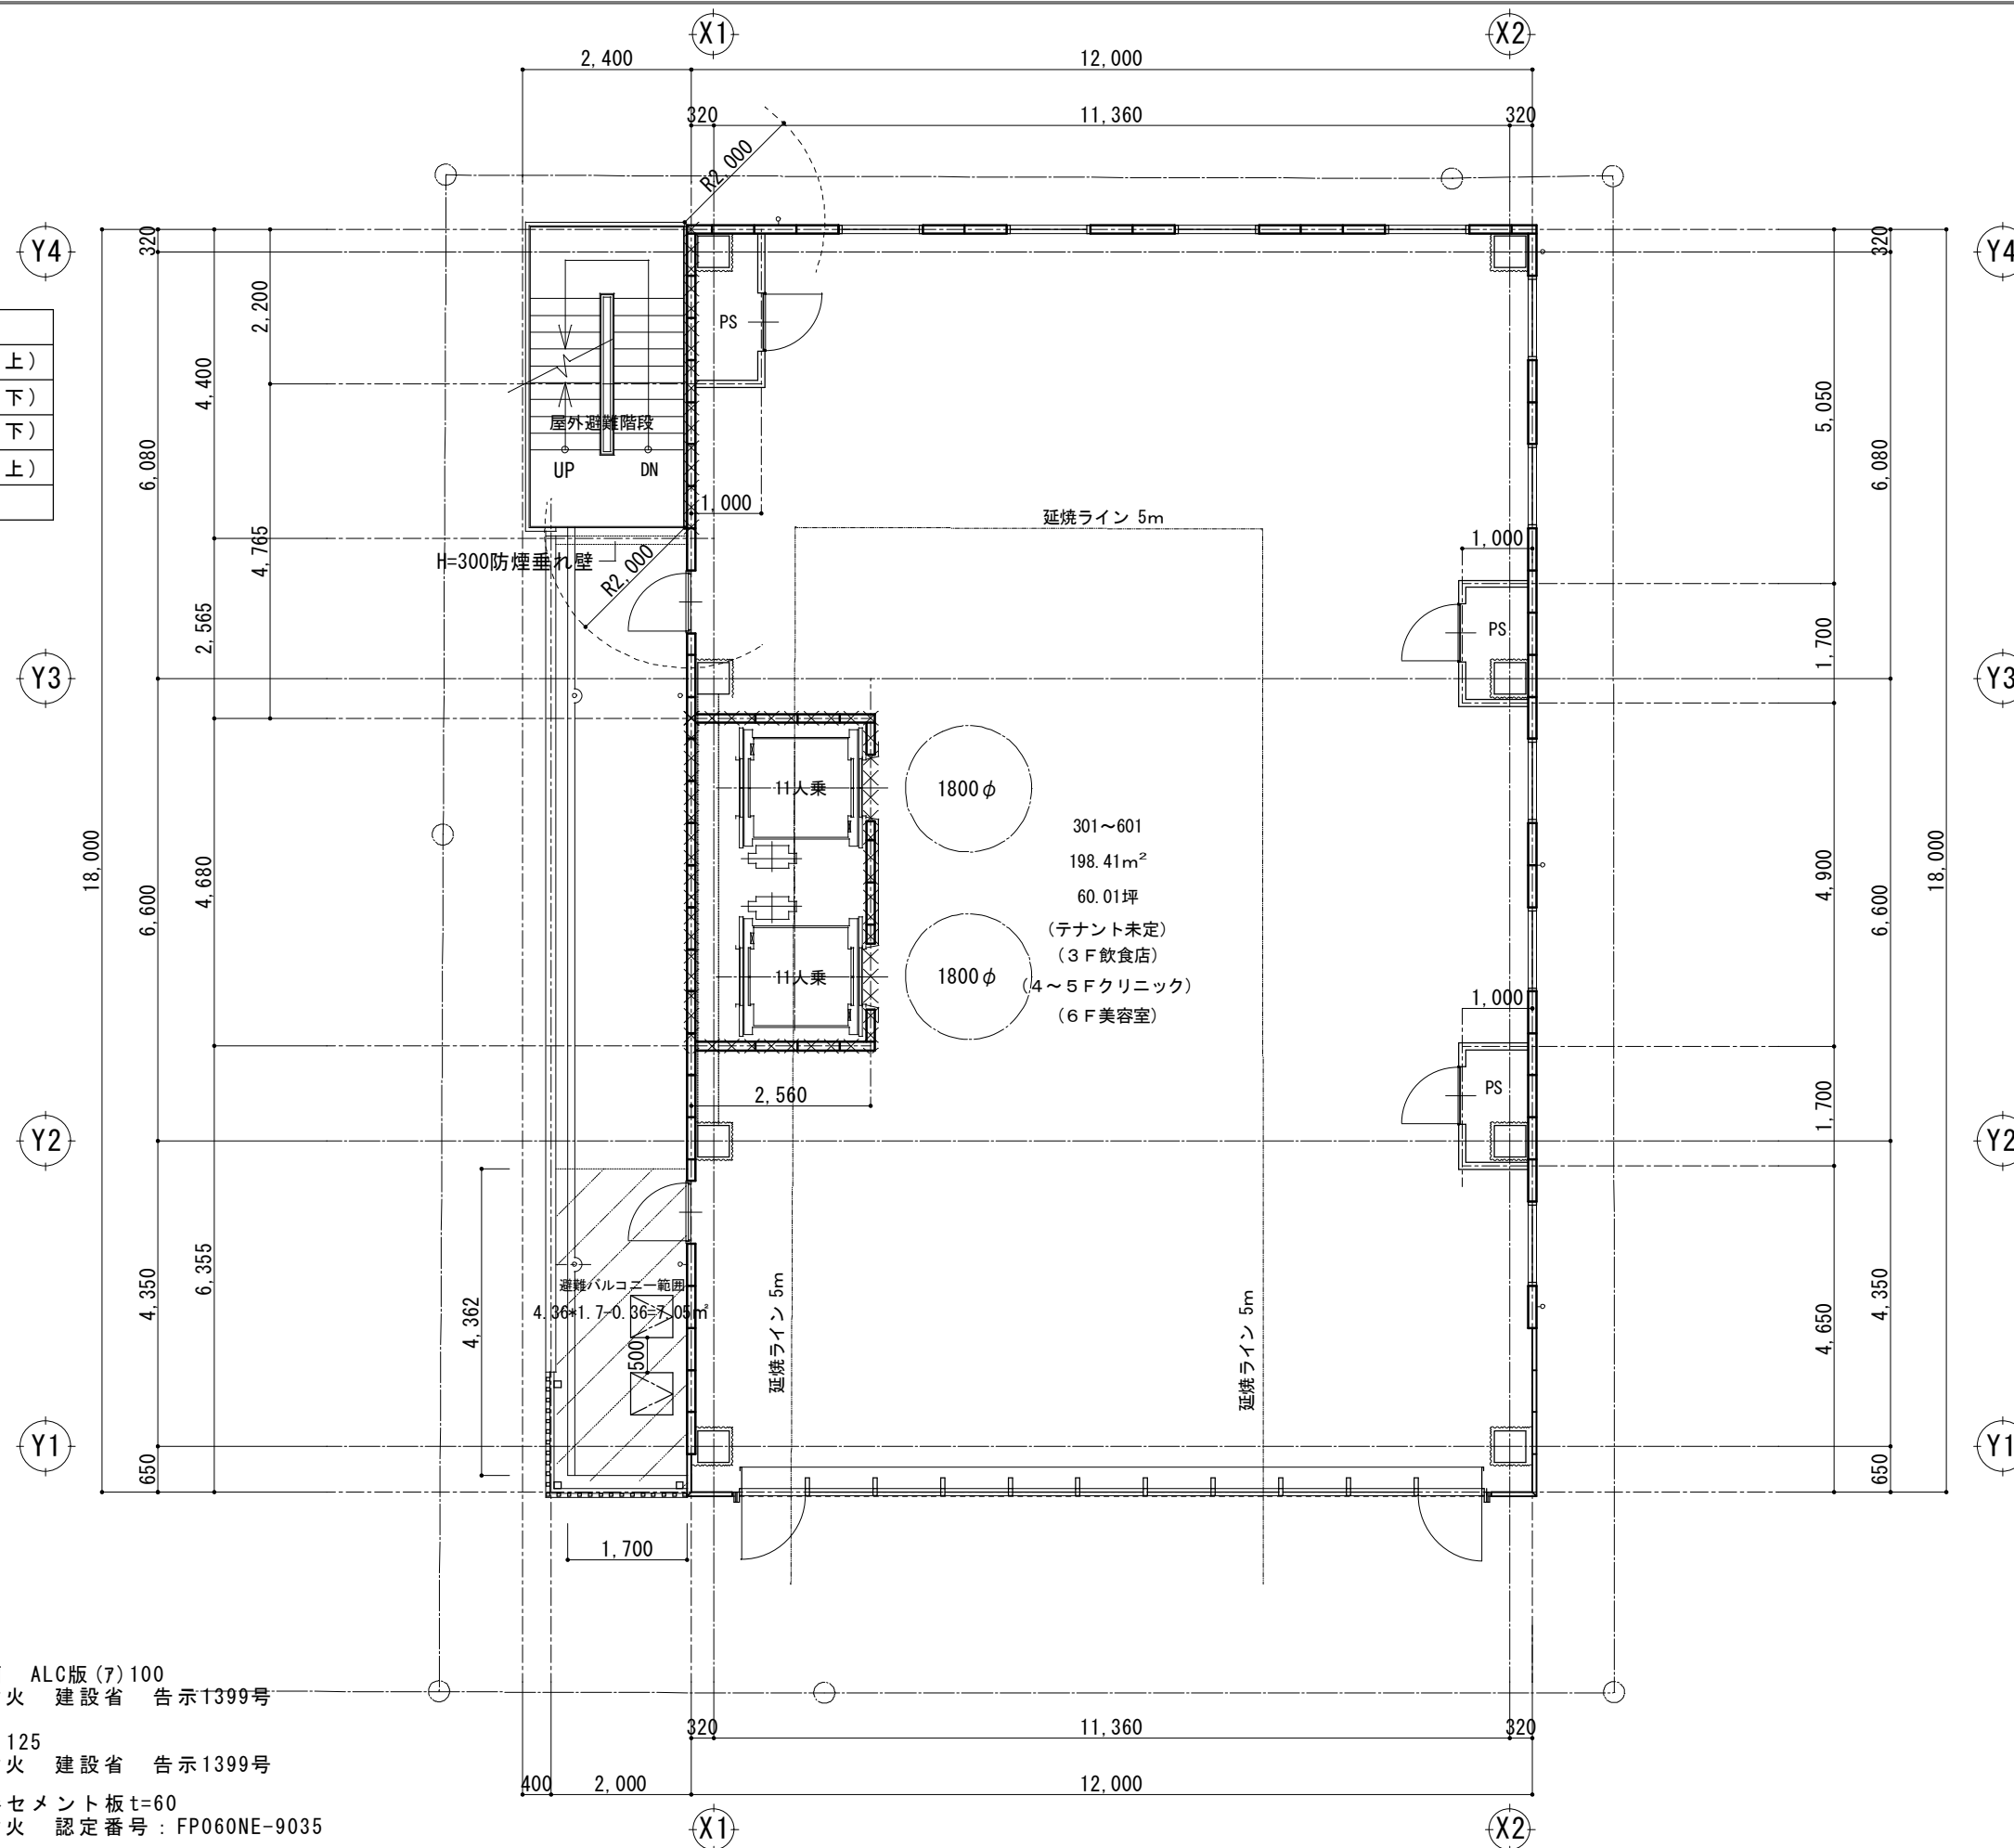 X1
X2
2,400
12,000
320
11,360
320
R2,000
Y4
Y4
320
2,200
4,400
6,080
4,765
2,565
18,000
320
5,050
6,080
18,000
上）
下）
下）
上）
PS
屋外避難階段
UP
DN
1,000
延焼ライン 5m
H=300防煙垂れ壁
R2,000
1,000
PS
1,700
Y3
Y3
11人乗
1800φ
301～601
198.41m²
60.01坪
（テナント未定）
（３Ｆ飲食店）
（４～５Ｆクリニック）
（６Ｆ美容室）
11人乗
1800φ
4,680
6,600
4,900
6,600
1,000
PS
1,700
2,560
Y2
Y2
6,355
4,350
4,362
避難バルコニー範囲
4.36*1.7-0.36=7.05㎡
500
延焼ライン 5m
延焼ライン 5m
4,650
4,350
Y1
Y1
650
650
1,700
ALC版(ｱ)100
火　建設省　告示1399号
125
火　建設省　告示1399号
セメント板t=60
火　認定番号：FP060NE-9035
320
11,360
320
400
2,000
12,000
X1
X2